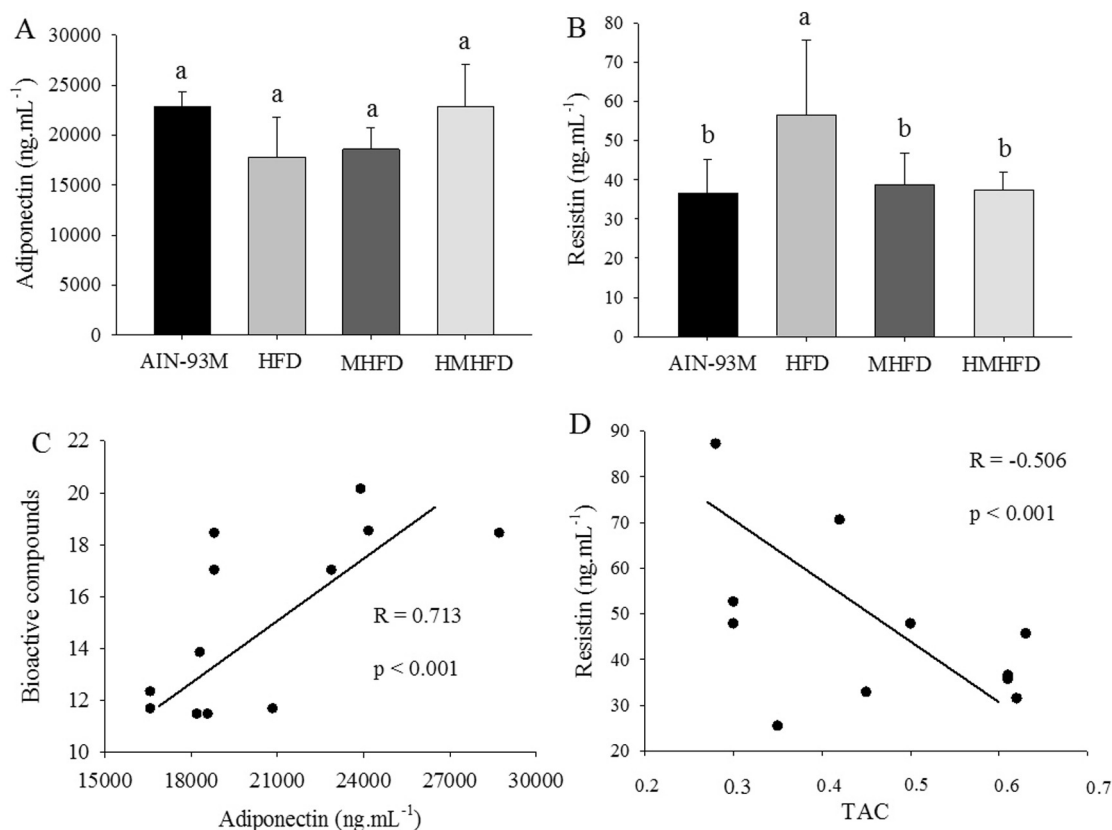 A
Adiponectin (ng.mL⁻¹)
30000
25000
20000
15000
10000
5000
0
a
a
a
a
AIN-93M HFD MHFD HMHFD
B
Resistin (ng.mL⁻¹)
80
70
60
50
40
30
20
10
0
b
a
b
b
AIN-93M HFD MHFD HMHFD
C
Bioactive compounds
22
20
18
16
14
12
10
R = 0.713
p < 0.001
15000 18000 21000 24000 27000 30000
Adiponectin (ng.mL⁻¹)
D
Resistin (ng.mL⁻¹)
90
80
70
60
50
40
30
20
R = -0.506
p < 0.001
0.2 0.3 0.4 0.5 0.6 0.7
TAC